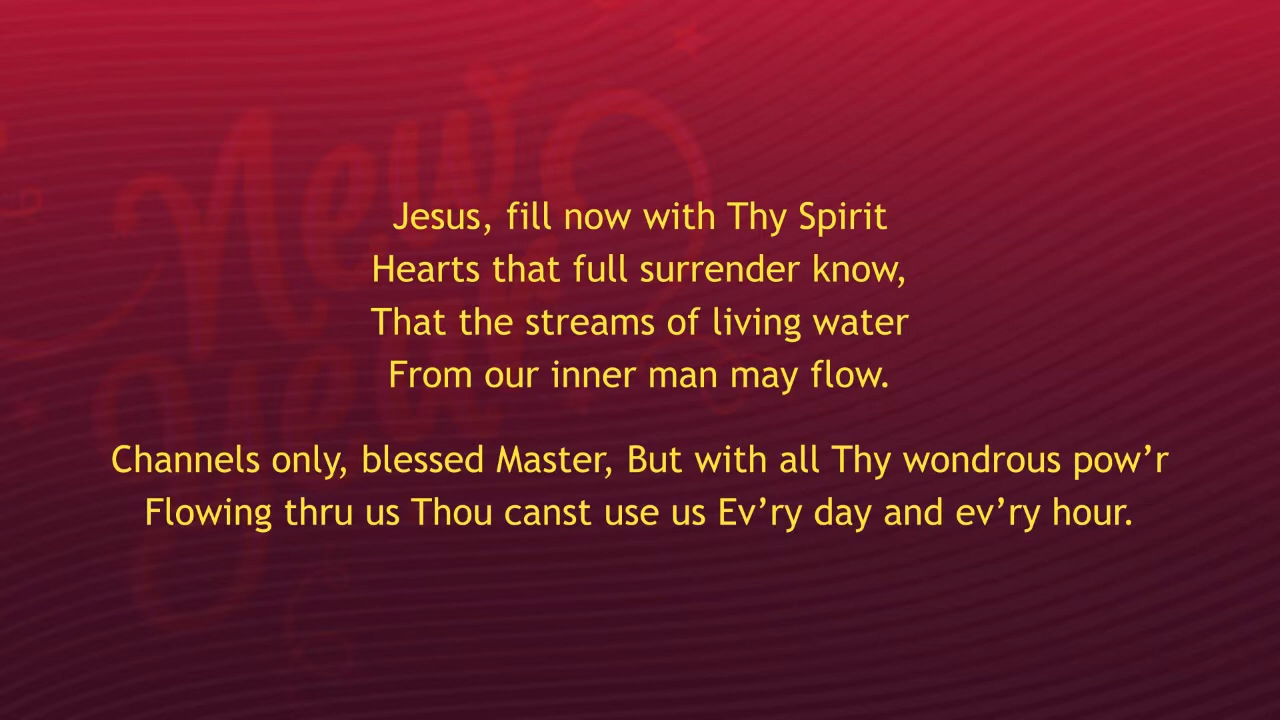 New
Year
Jesus, fill now with Thy Spirit
Hearts that full surrender know,
That the streams of living water
From our inner man may flow.
Channels only, blessed Master, But with all Thy wondrous pow’r
Flowing thru us Thou canst use us Ev’ry day and ev’ry hour.